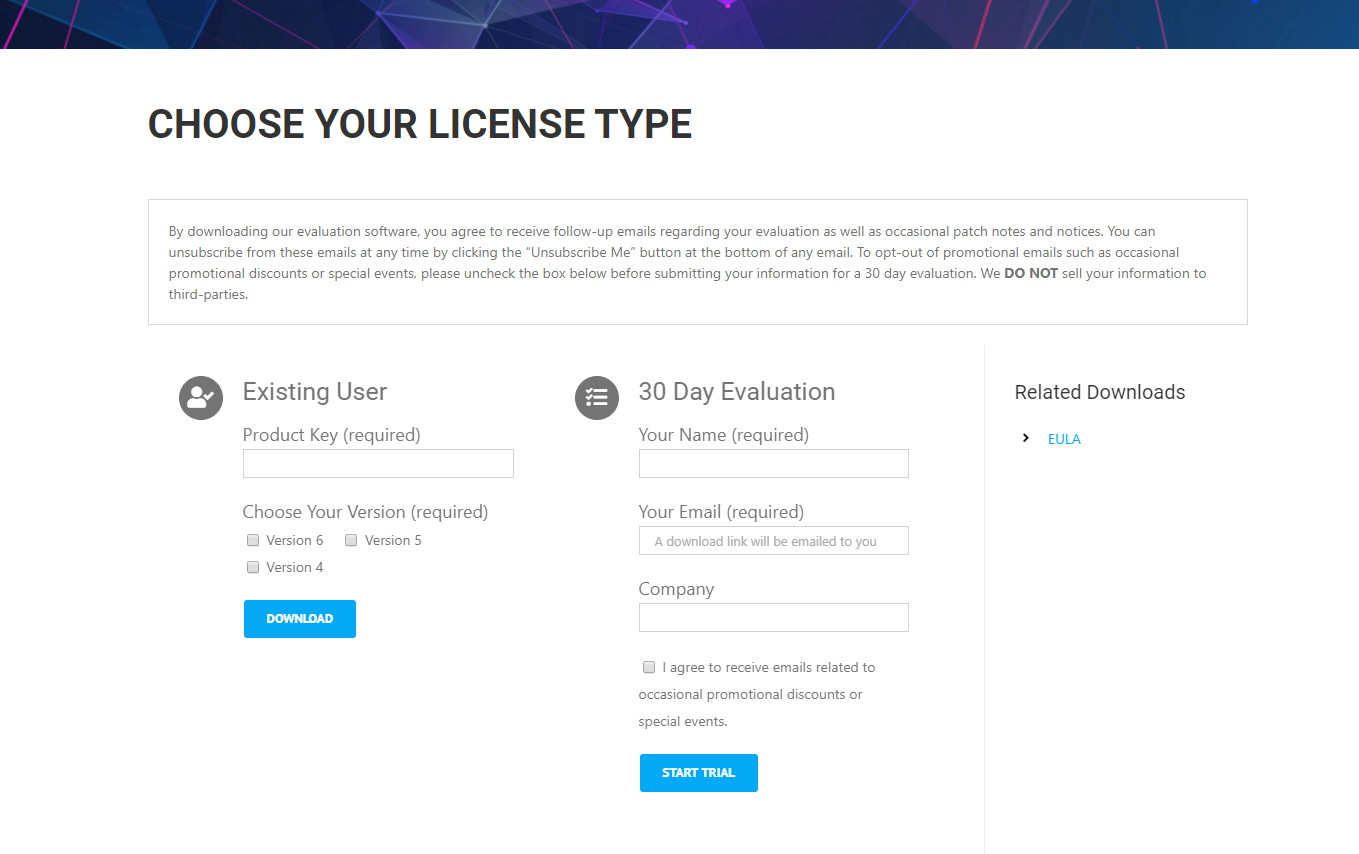 CHOOSE YOUR LICENSE TYPE
By downloading our evaluation software, you agree to receive follow-up emails regarding your evaluation as well as occasional patch notes and notices. You can
unsubscribe from these emails at any time by clicking the “Unsubscribe Me” button at the bottom of any email. To opt-out of promotional emails such as occasional
promotional discounts or special events, please uncheck the box below before submitting your information for a 30 day evaluation. We DO NOT sell your information to
third-parties.
Existing User
Product Key (required)
Choose Your Version (required)
Version 6 Version 5
Version 4
DOWNLOAD
30 Day Evaluation
Your Name (required)
Your Email (required)
A download link will be emailed to you
Company
I agree to receive emails related to
occasional promotional discounts or
special events.
START TRIAL
Related Downloads
EULA